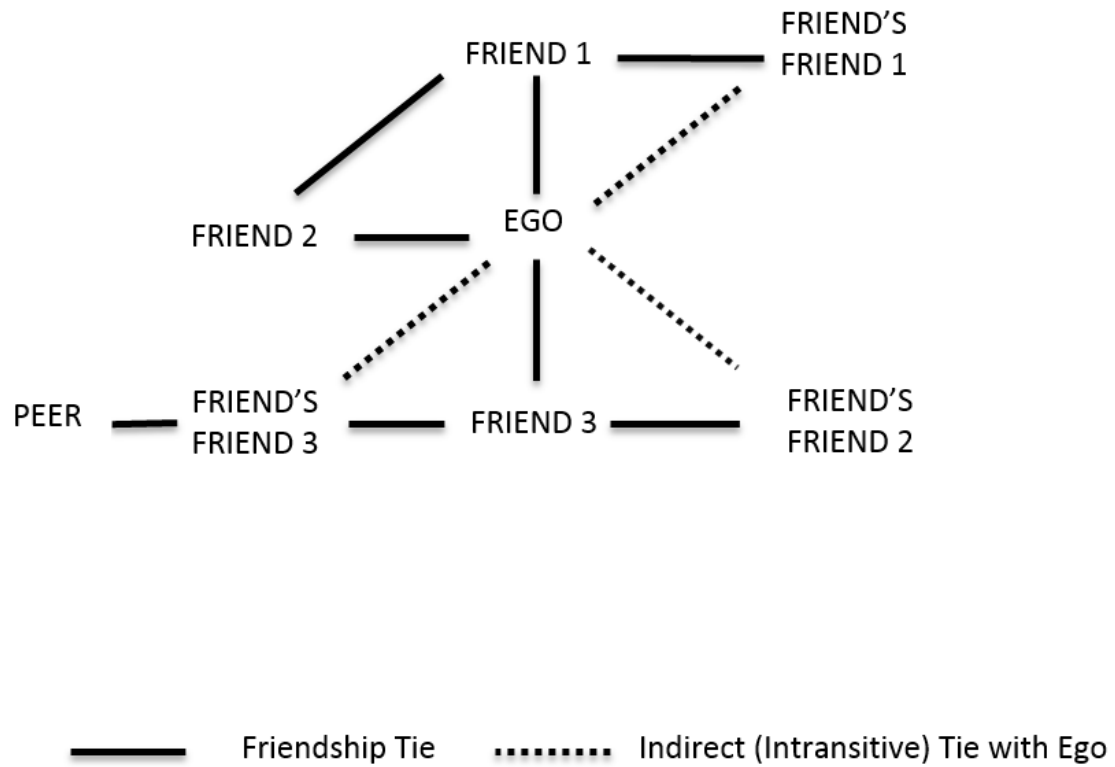 FRIEND'S
FRIEND 1
FRIEND 1
EGO
FRIEND 2
FRIEND'S
FRIEND 3
PEER
FRIEND 3
FRIEND'S
FRIEND 2
Friendship Tie
Indirect (Intransitive) Tie with Ego